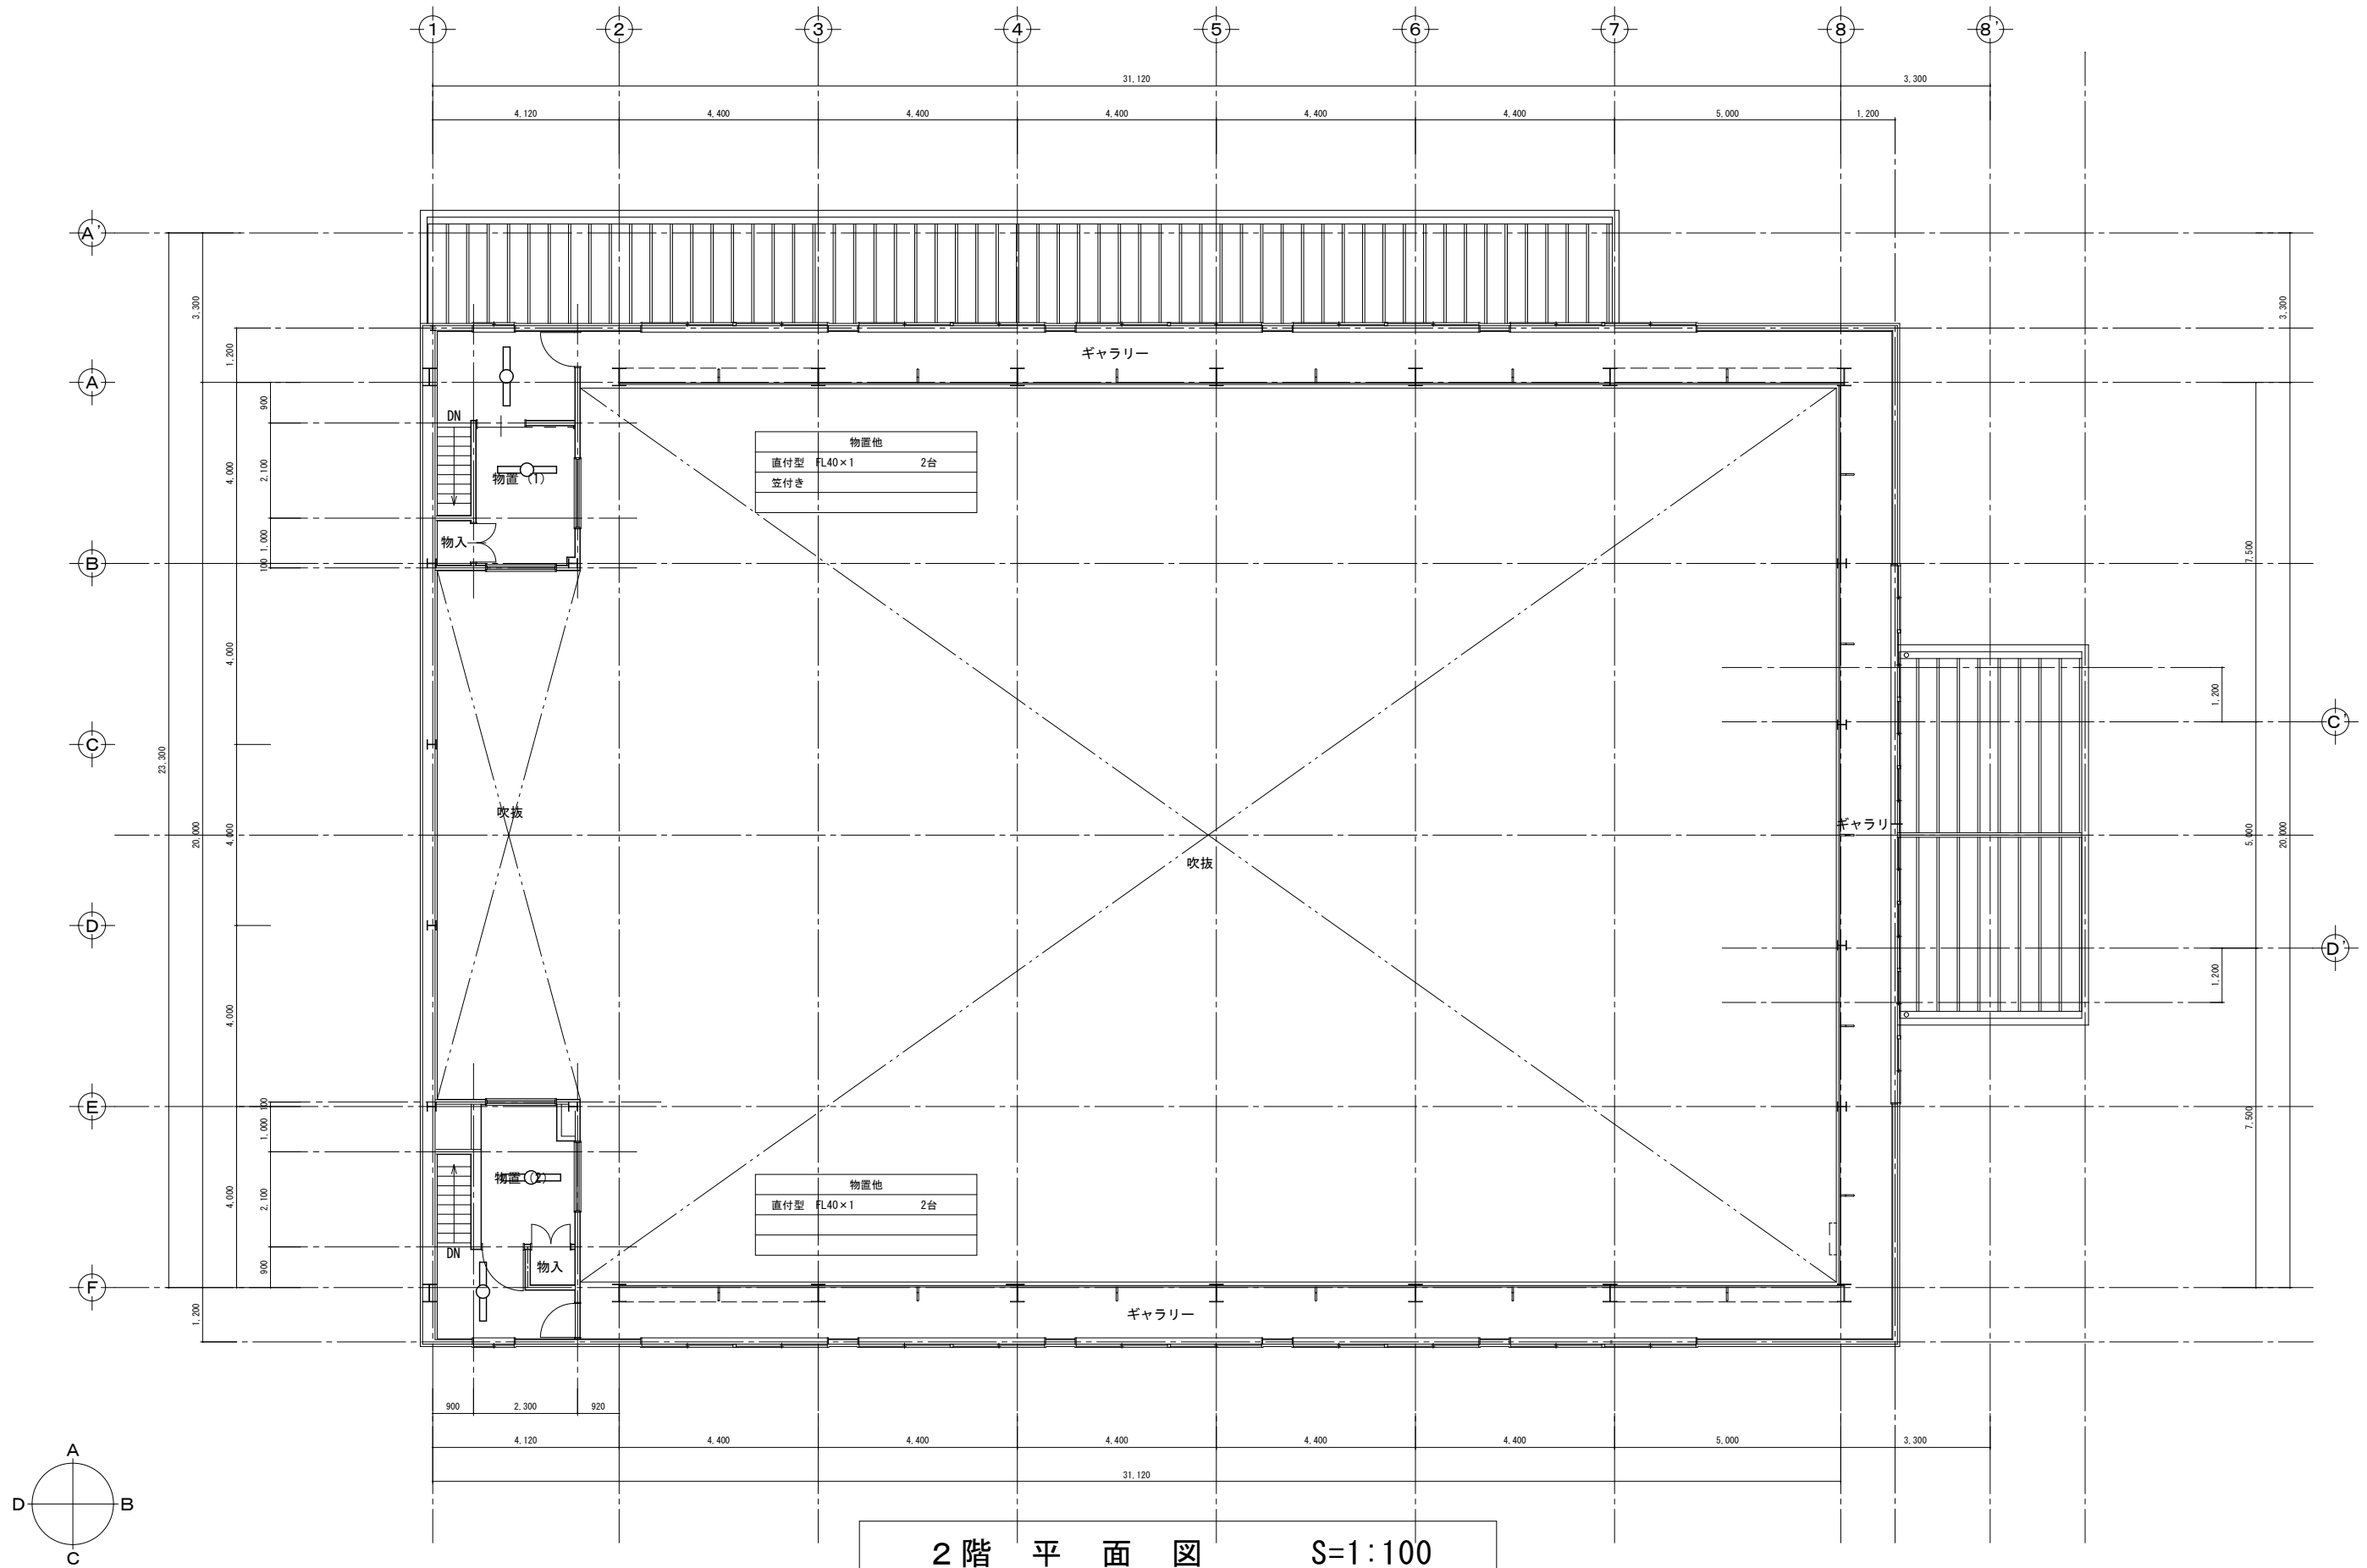 1 2 3 4 5 6 7 8 8'
31,120 3,300
4,120 4,400 4,400 4,400 4,400 4,400 5,000 1,200
A'
3,300 3,300
1,200
ギャラリー
A
900
DN
物置他
4,000 2,100 直付型 FL40×1 2台
物置 (1)
笠付き
1,000 物入 7,500
B
100
4,000
1,200
C'
C
23,300
吹抜
20,000 4,000 ギャラリー 5,000 20,000
吹抜
D
D'
1,200
4,000
E
100
1,000
7,500
物置 (2) 物置他
4,000 2,100 直付型 FL40×1 2台
DN
900 物入
F
1,200 ギャラリー
900 2,300 920
4,120 4,400 4,400 4,400 4,400 4,400 5,000 3,300
31,120
A
D B
C
2階 平 面 図 S=1:100